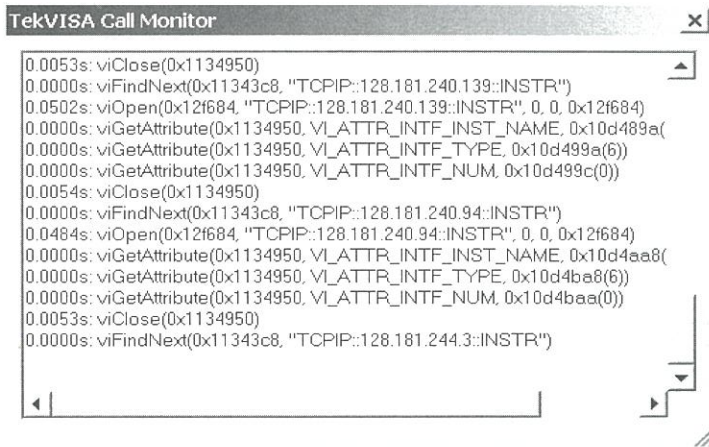 TekVISA Call Monitor
0.0053s: viClose(0x1134950)
0.0000s: viFindNext(0x11343c8, "TCPIP::128.181.240.139::INSTR")
0.0502s: viOpen(0x12f684, "TCPIP::128.181.240.139::INSTR", 0, 0, 0x12f684)
0.0000s: viGetAttribute(0x1134950, VI_ATTR_INTF_INST_NAME, 0x10d489a(
0.0000s: viGetAttribute(0x1134950, VI_ATTR_INTF_TYPE, 0x10d499a(6))
0.0000s: viGetAttribute(0x1134950, VI_ATTR_INTF_NUM, 0x10d499c(0))
0.0054s: viClose(0x1134950)
0.0000s: viFindNext(0x11343c8, "TCPIP::128.181.240.94::INSTR")
0.0484s: viOpen(0x12f684, "TCPIP::128.181.240.94::INSTR", 0, 0, 0x12f684)
0.0000s: viGetAttribute(0x1134950, VI_ATTR_INTF_INST_NAME, 0x10d4aa8(
0.0000s: viGetAttribute(0x1134950, VI_ATTR_INTF_TYPE, 0x10d4ba8(6))
0.0000s: viGetAttribute(0x1134950, VI_ATTR_INTF_NUM, 0x10d4baa(0))
0.0053s: viClose(0x1134950)
0.0000s: viFindNext(0x11343c8, "TCPIP::128.181.244.3::INSTR")